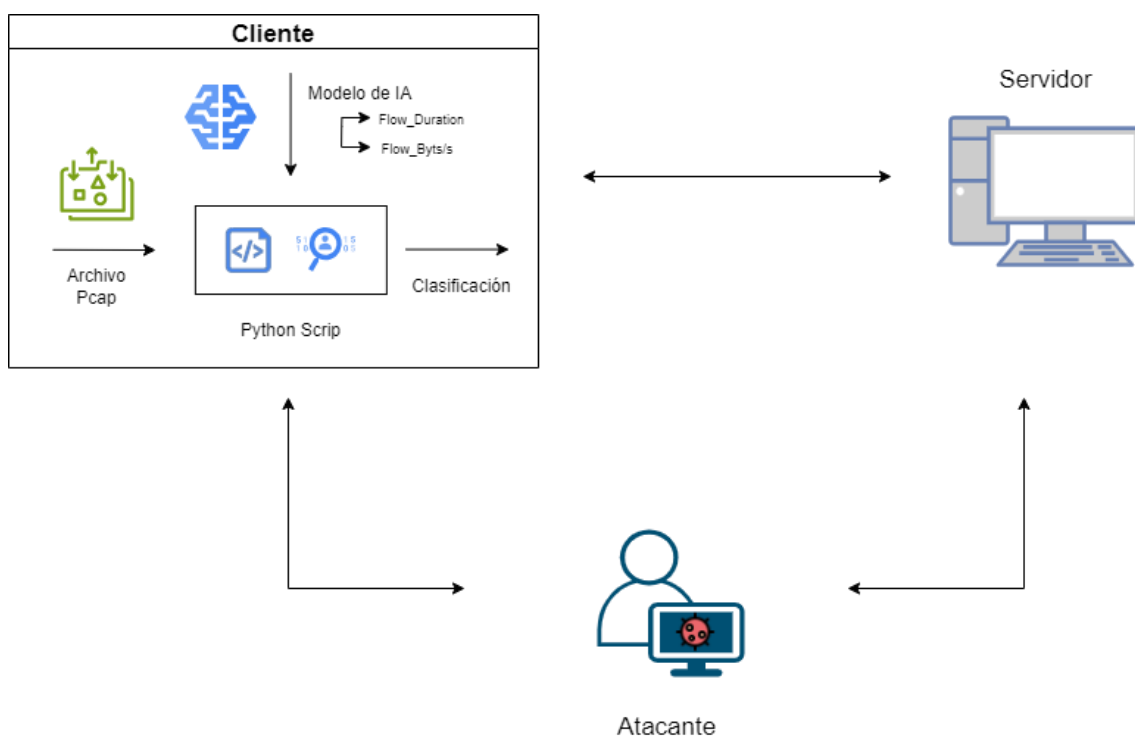 Cliente
Modelo de IA
Flow_Duration
Flow_Byts/s
Archivo
Pcap
Clasificación
Python Scrip
Servidor
Atacante